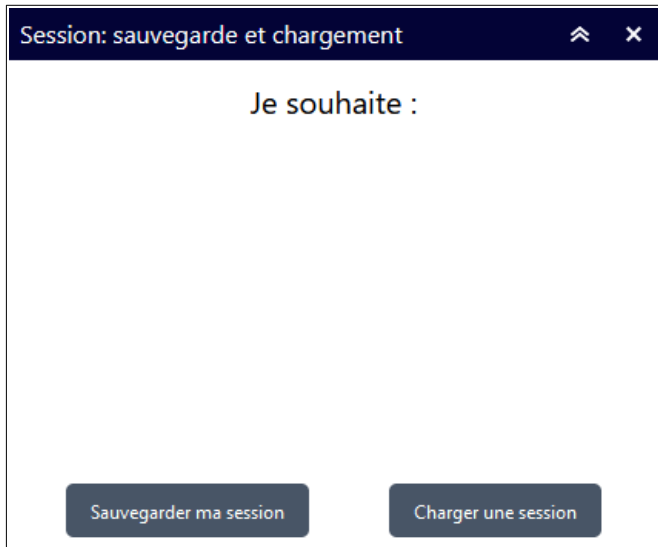 Session: sauvegarde et chargement
Je souhaite :
Sauvegarder ma session
Charger une session